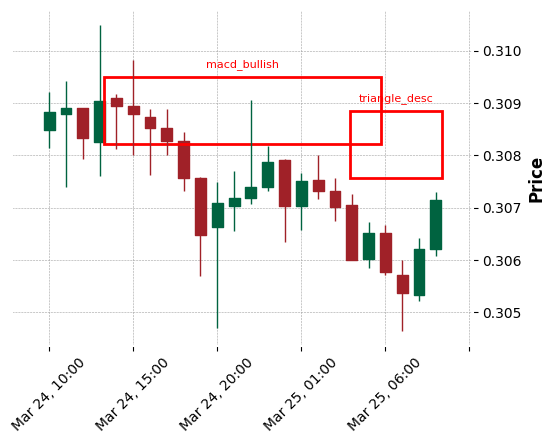 0.310
macd_bullish
triangle_desc
0.309
0.308
0.307
0.306
0.305
Price
Mar 24, 10:00
Mar 24, 15:00
Mar 24, 20:00
Mar 25, 01:00
Mar 25, 06:00